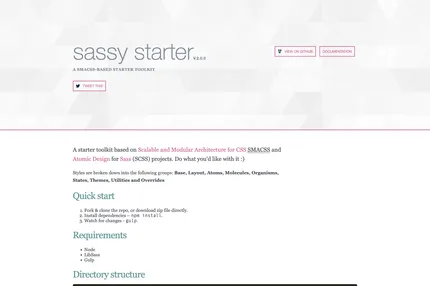 sassy starter V.2.0.0
VIEW ON GITHUB
DOCUMENTATION
A SMACSS-BASED STARTER TOOLKIT
TWEET THIS
A starter toolkit based on Scalable and Modular Architecture for CSS SMACSS and
Atomic Design for Sass (SCSS) projects. Do what you'd like with it :)
Styles are broken down into the following groups: Base, Layout, Atoms, Molecules, Organisms,
States, Themes, Utilities and Overrides
Quick start
1. Fork & clone the repo, or download zip file directly.
2. Install dependencies – npm install.
3. Watch for changes - gulp.
Requirements
• Node
• LibSass
• Gulp
Directory structure